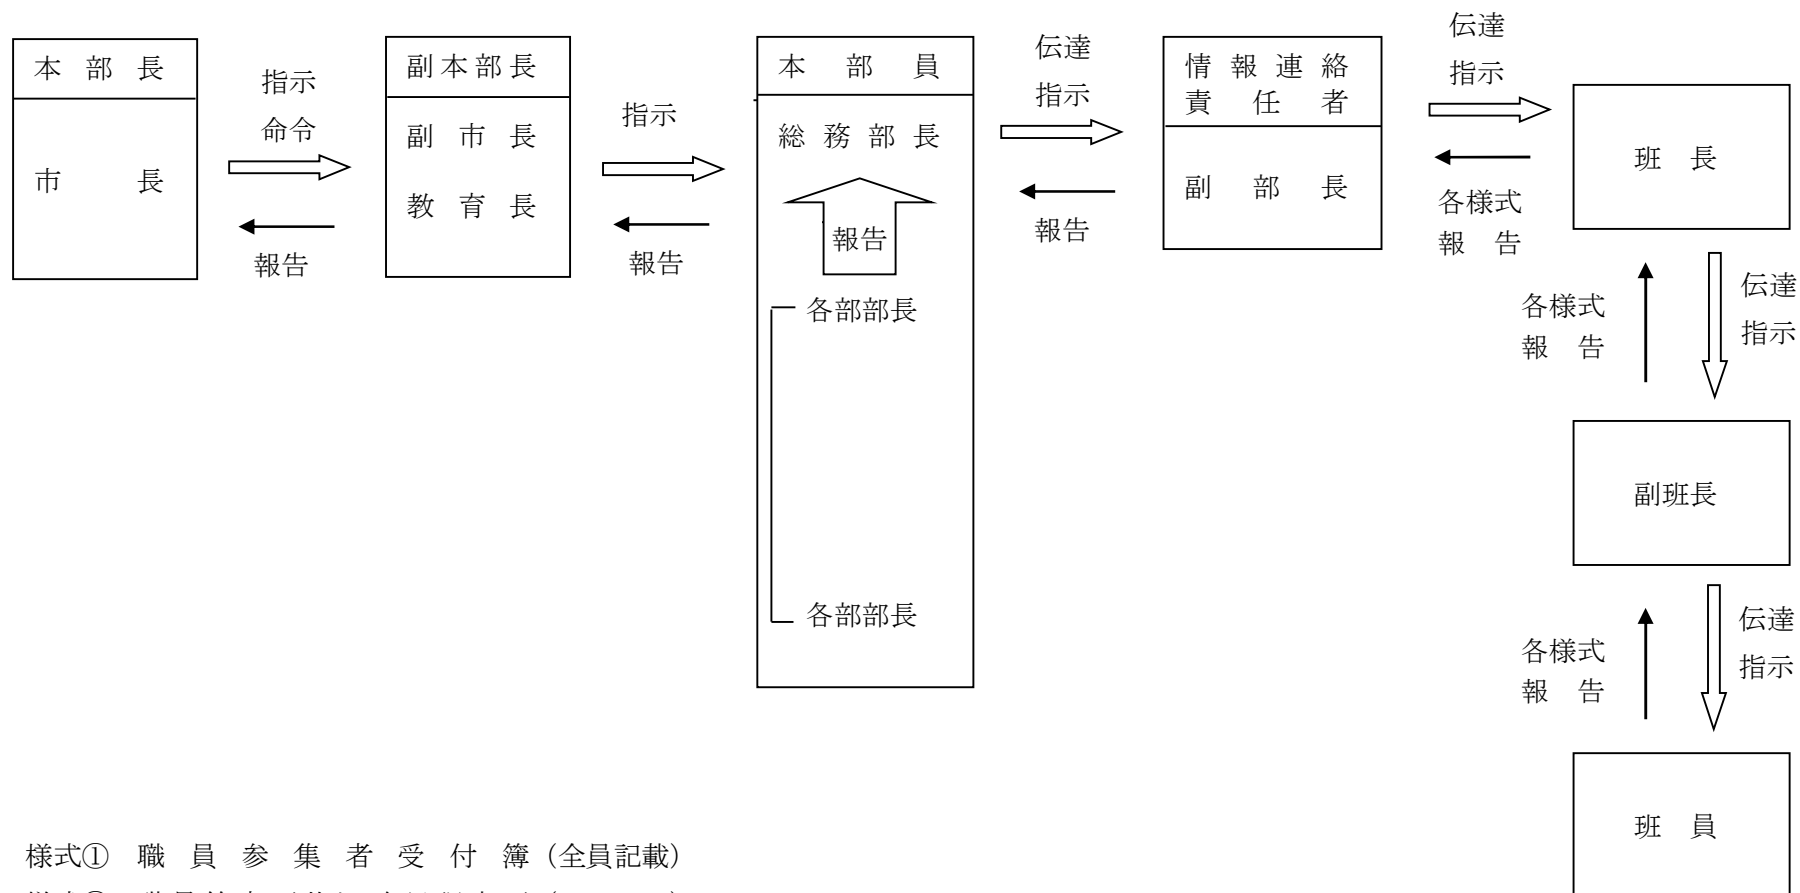 本部長
市長
指示
命令
報告
副本部長
副市長
教育長
指示
報告
本部員
総務部長
報告
各部部長
各部部長
伝達
指示
報告
情報連絡
責任者
副部長
伝達
指示
各様式
報告
班長
各様式
報告
伝達
指示
副班長
各様式
報告
伝達
指示
班員
様式① 職員参集者受付簿(全員記載)